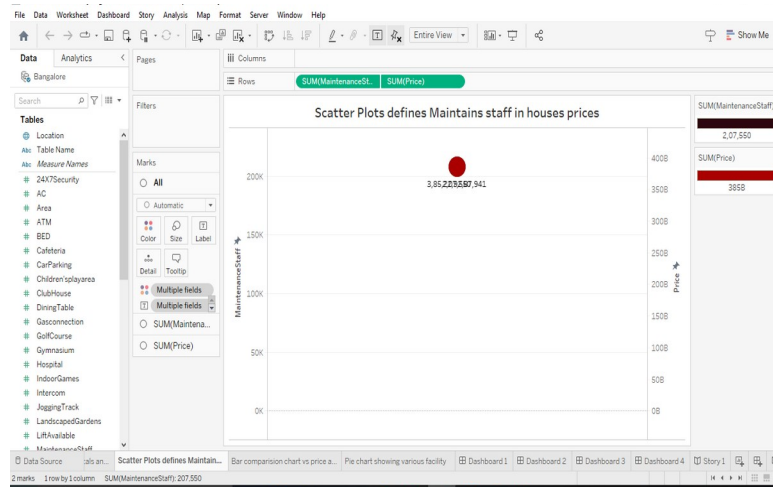 File Data Worksheet Dashboard Story Analysis Map Format Server Window Help
Entire View
Show Me
Data Analytics
Bangalore
Search
Tables
Location
Abc Table Name
Abc Measure Names
# 24X7Security
# AC
# Area
# ATM
# BED
# Cafeteria
# CarParking
# Children'splayarea
# ClubHouse
# DiningTable
# Gasconnection
# GolfCourse
# Gymnasium
# Hospital
# IndoorGames
# Intercom
# JoggingTrack
# LandscapedGardens
# LiftAvailable
# MaintenanceStaff
Pages
Filters
Marks
All
Automatic
Color Size Label
Detail Tooltip
Multiple fields
Multiple fields
SUM(Maintena...
SUM(Price)
Columns
Rows SUM(MaintenanceSt.. SUM(Price)
Scatter Plots defines Maintains staff in houses prices
MaintenanceStaff
200K
150K
100K
50K
0K
Price
400B
350B
300B
250B
200B
150B
100B
50B
0B
SUM(MaintenanceStaff)
2,07,550
SUM(Price)
385B
Data Source als an... Scatter Plots defines Maintain... Bar comparision chart vs price a... Pie chart showing various facility Dashboard 1 Dashboard 2 Dashboard 3 Dashboard 4 Story 1
2 marks 1 row by 1 column SUM(MaintenanceStaff): 207,550